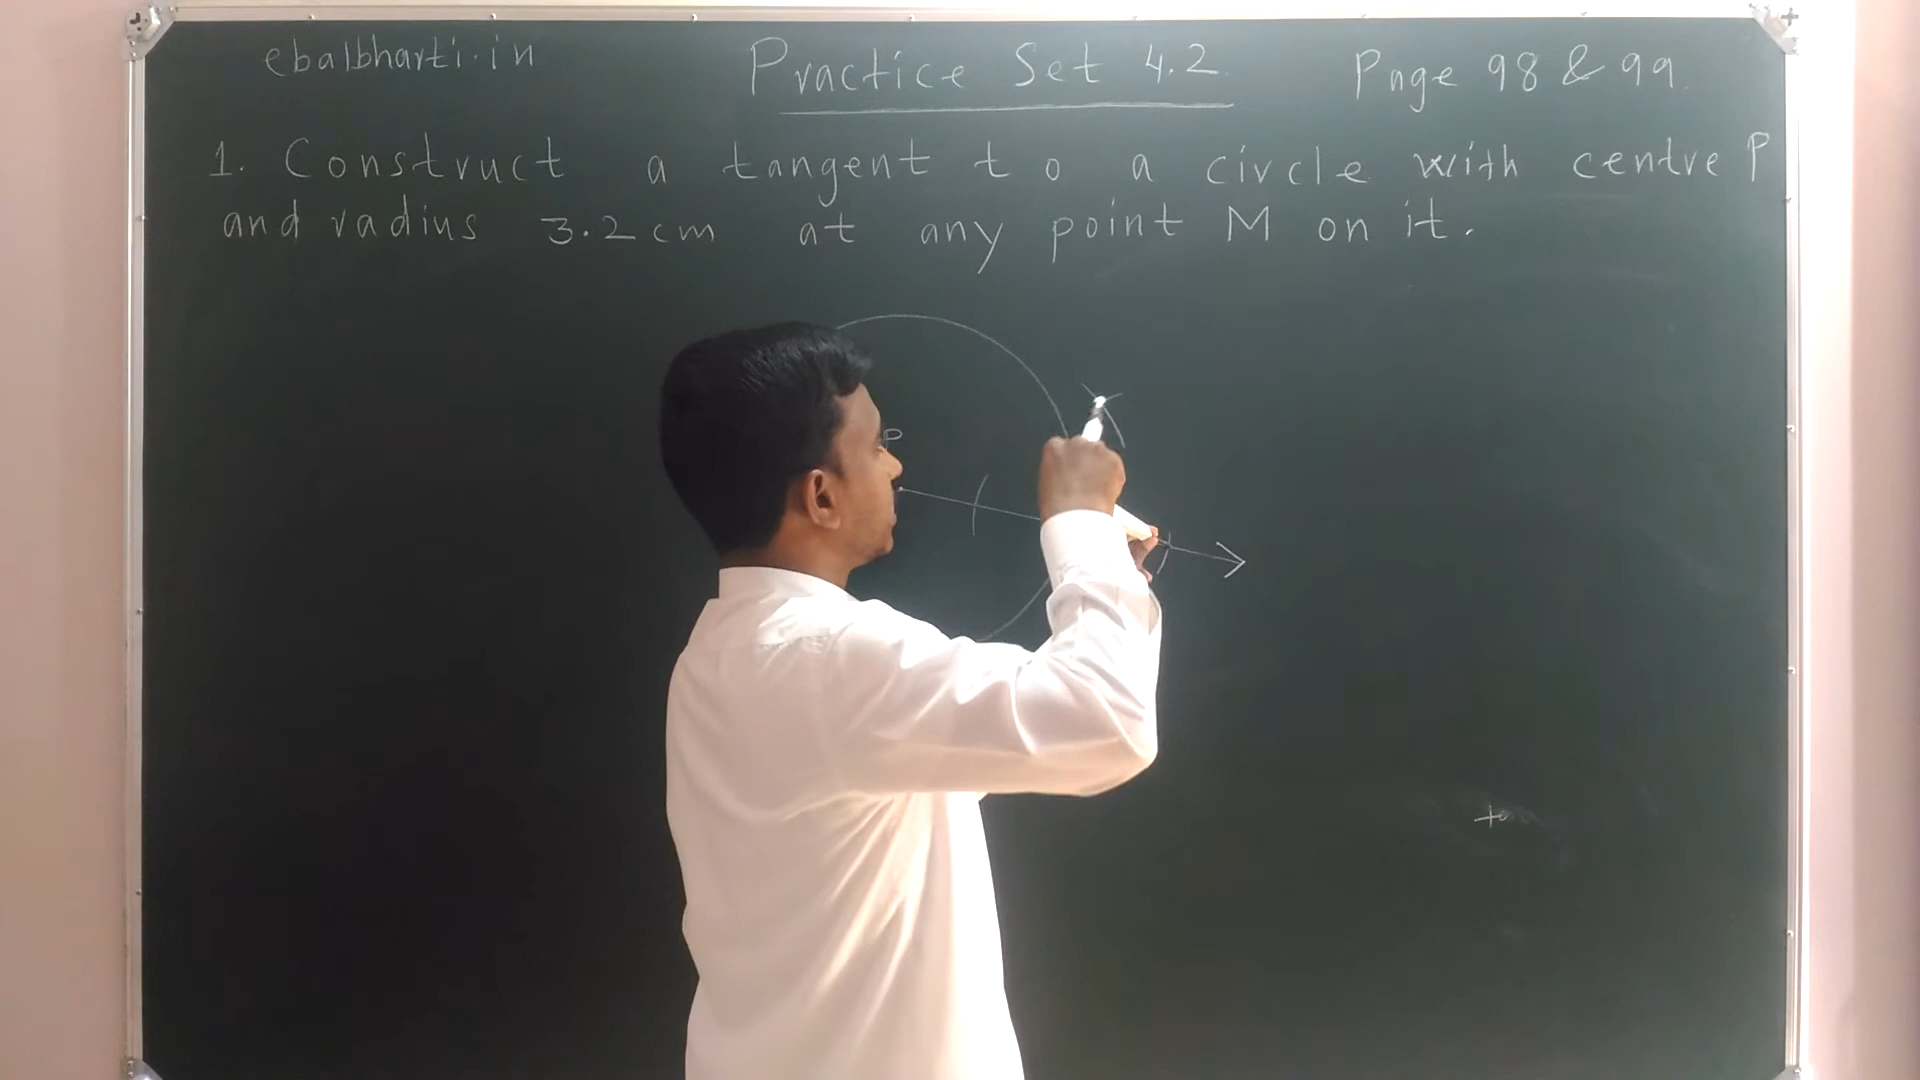 ebalbharti.in
Practice Set 4.2
Page 98 & 99.
1. Construct a tangent to a circle with centre P
and radius 3.2 cm at any point M on it.
P